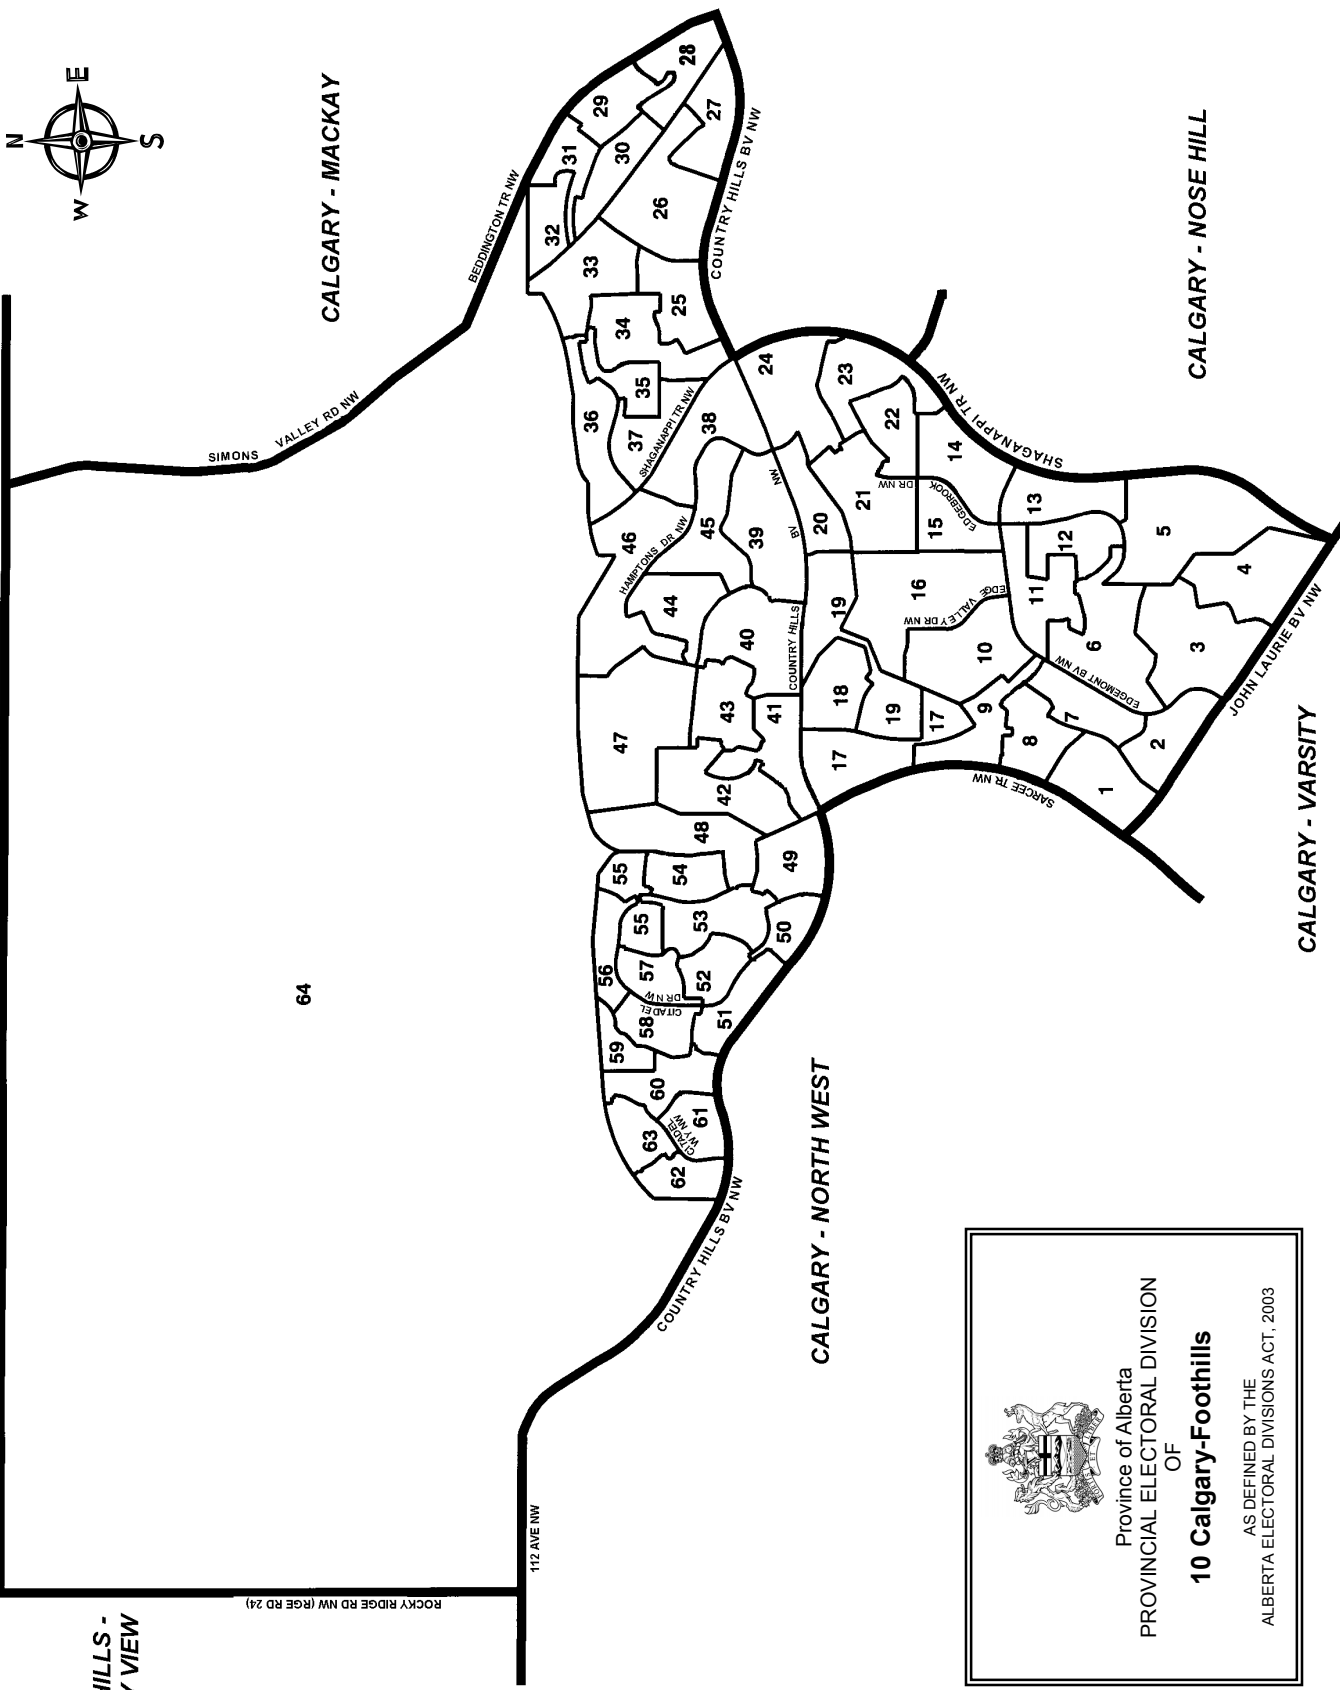 HILLS -
Y VIEW
N
W
E
S
CALGARY - MACKAY
ROCKY RIDGE RD NW (RGE RD 24)
64
SIMONS
VALLEY RD NW
BEDDINGTON TR NW
112 AVE NW
COUNTRY HILLS BV NW
62
63
61
CITADEL
WY NW
60
59
58
CITADEL
DR NW
57
56
55
55
54
53
52
51
50
49
48
47
42
43
41
40
44
HAMPTONS DR NW
46
45
39
38
SHAGANAPPI TR NW
37
36
35
34
33
25
32
31
30
29
28
27
26
COUNTRY HILLS BV NW
CALGARY - NORTH WEST
COUNTRY HILLS
BV
NW
17
18
19
19
17
16
20
21
24
23
22
EDGEBROOK
DR NW
15
14
EDGE
VALLEY DR NW
10
9
8
7
SARCEE TR NW
1
2
EDGEMONT BV NW
6
11
12
13
5
4
3
SHAGANAPPI TR NW
JOHN LAURIE BV NW
CALGARY - NOSE HILL
CALGARY - VARSITY
Province of Alberta
PROVINCIAL ELECTORAL DIVISION
OF
10 Calgary-Foothills
AS DEFINED BY THE
ALBERTA ELECTORAL DIVISIONS ACT, 2003